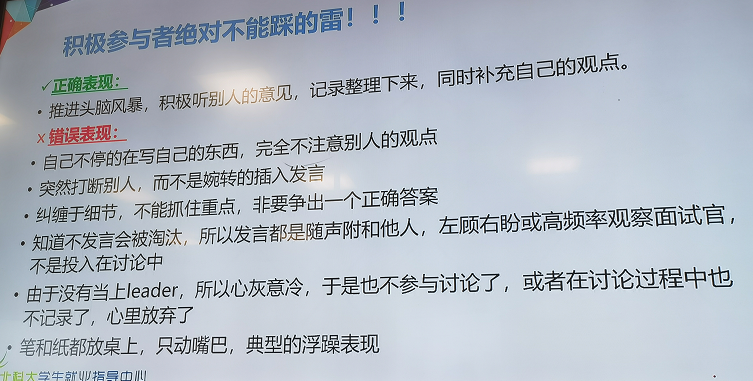 积极参与者绝对不能踩的雷！！！
✓正确表现：
• 推进头脑风暴，积极听别人的意见，记录整理下来，同时补充自己的观点。
x 错误表现：
• 自己不停的在写自己的东西，完全不注意别人的观点
• 突然打断别人，而不是婉转的插入发言
• 纠缠于细节，不能抓住重点，非要争出一个正确答案
• 知道不发言会被淘汰，所以发言都是随声附和他人，左顾右盼或高频率观察面试官，
不是投入在讨论中
• 由于没有当上leader，所以心灰意冷，于是也不参与讨论了，或者在讨论过程中也
不记录了，心里放弃了
• 笔和纸都放桌上，只动嘴巴，典型的浮躁表现
北科大学生就业指导中心